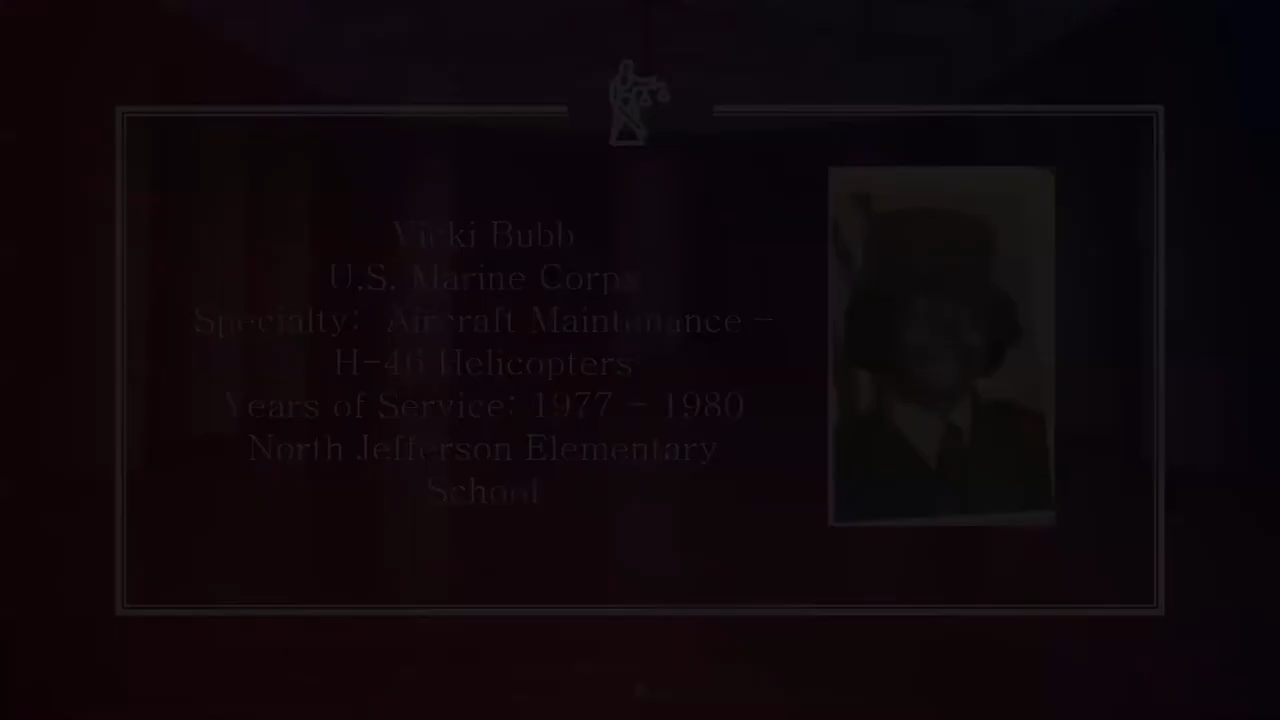 Vicki Bubb
U.S. Marine Corps
Specialty: Aircraft Maintenance -
H-46 Helicopters
Years of Service: 1977 - 1980
North Jefferson Elementary
School